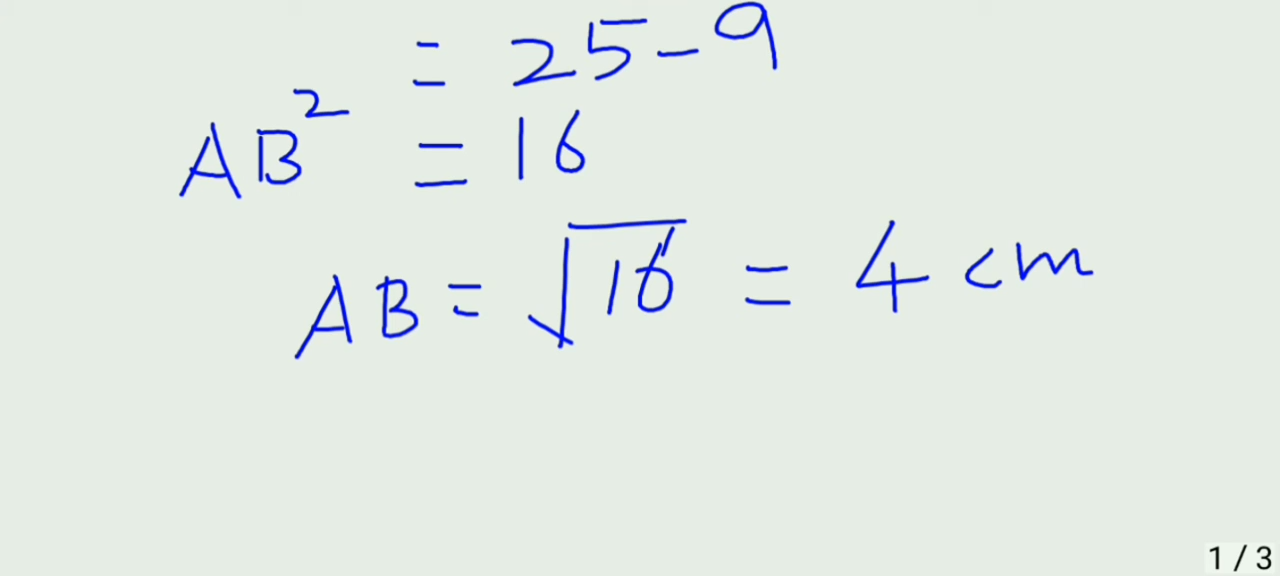 = 25 - 9
AB² = 16
AB = √16 = 4 cm
1 / 3